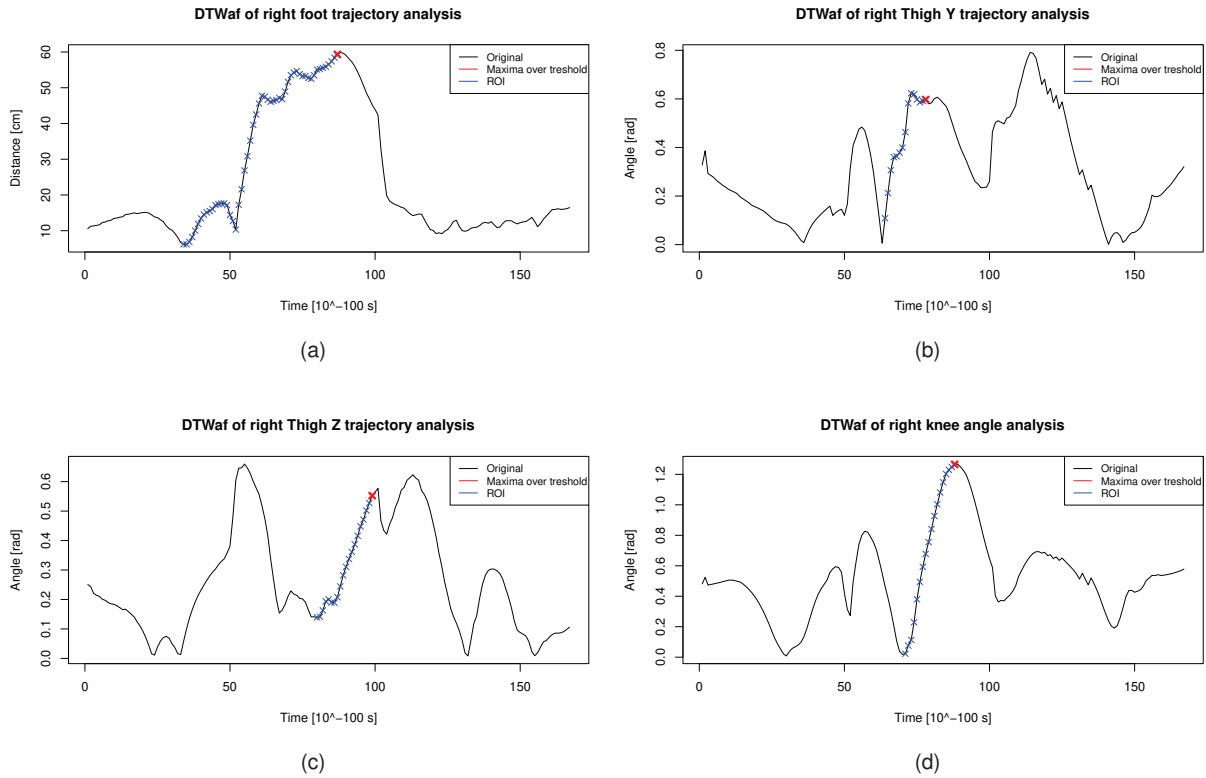 DTWaf of right foot trajectory analysis
Distance [cm]
60
50
40
30
20
10
Original
Maxima over treshold
ROI
0 50 100 150
Time [10^−100 s]
(a)
DTWaf of right Thigh Y trajectory analysis
Angle [rad]
0.8
0.6
0.4
0.2
0.0
Original
Maxima over treshold
ROI
0 50 100 150
Time [10^−100 s]
(b)
DTWaf of right Thigh Z trajectory analysis
Angle [rad]
0.6
0.5
0.4
0.3
0.2
0.1
0.0
Original
Maxima over treshold
ROI
0 50 100 150
Time [10^−100 s]
(c)
DTWaf of right knee angle analysis
Angle [rad]
1.2
1.0
0.8
0.6
0.4
0.2
0.0
Original
Maxima over treshold
ROI
0 50 100 150
Time [10^−100 s]
(d)